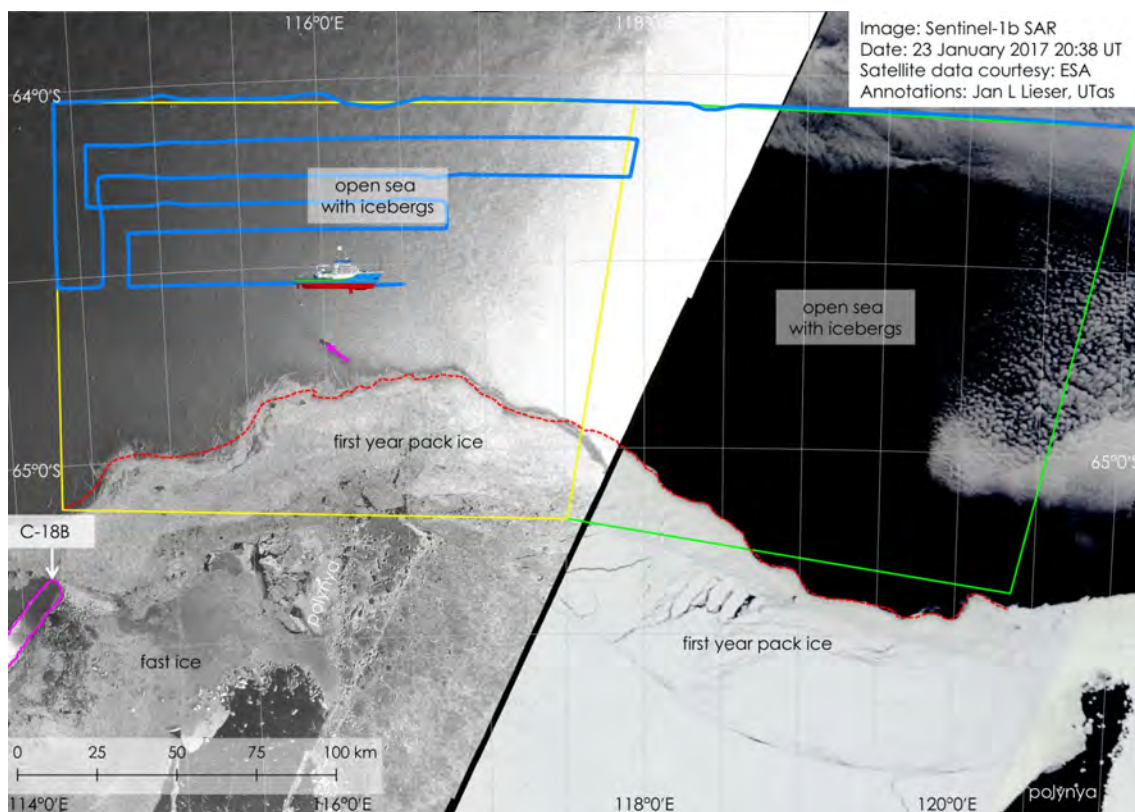 116°0'E
118°0'E
Image: Sentinel-1b SAR
Date: 23 January 2017 20:38 UT
Satellite data courtesy: ESA
Annotations: Jan L Lieser, UTas
64°0'S
open sea
with icebergs
open sea
with icebergs
first year pack ice
65°0'S
65°0'S
C-18B
polynya
fast ice
first year pack ice
0 25 50 75 100 km
polynya
114°0'E
116°0'E
118°0'E
120°0'E